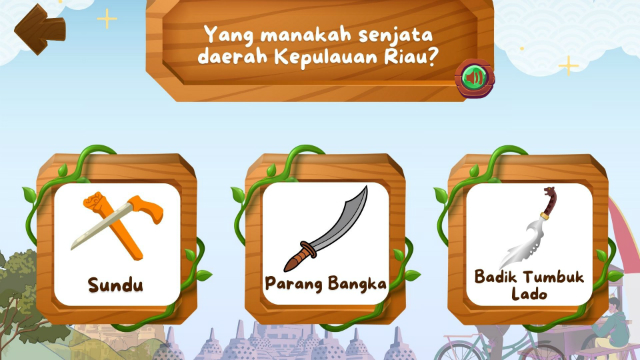 Yang manakah senjata
daerah Kepulauan Riau?
Sundu
Parang Bangka
Badik Tumbuk
Lado